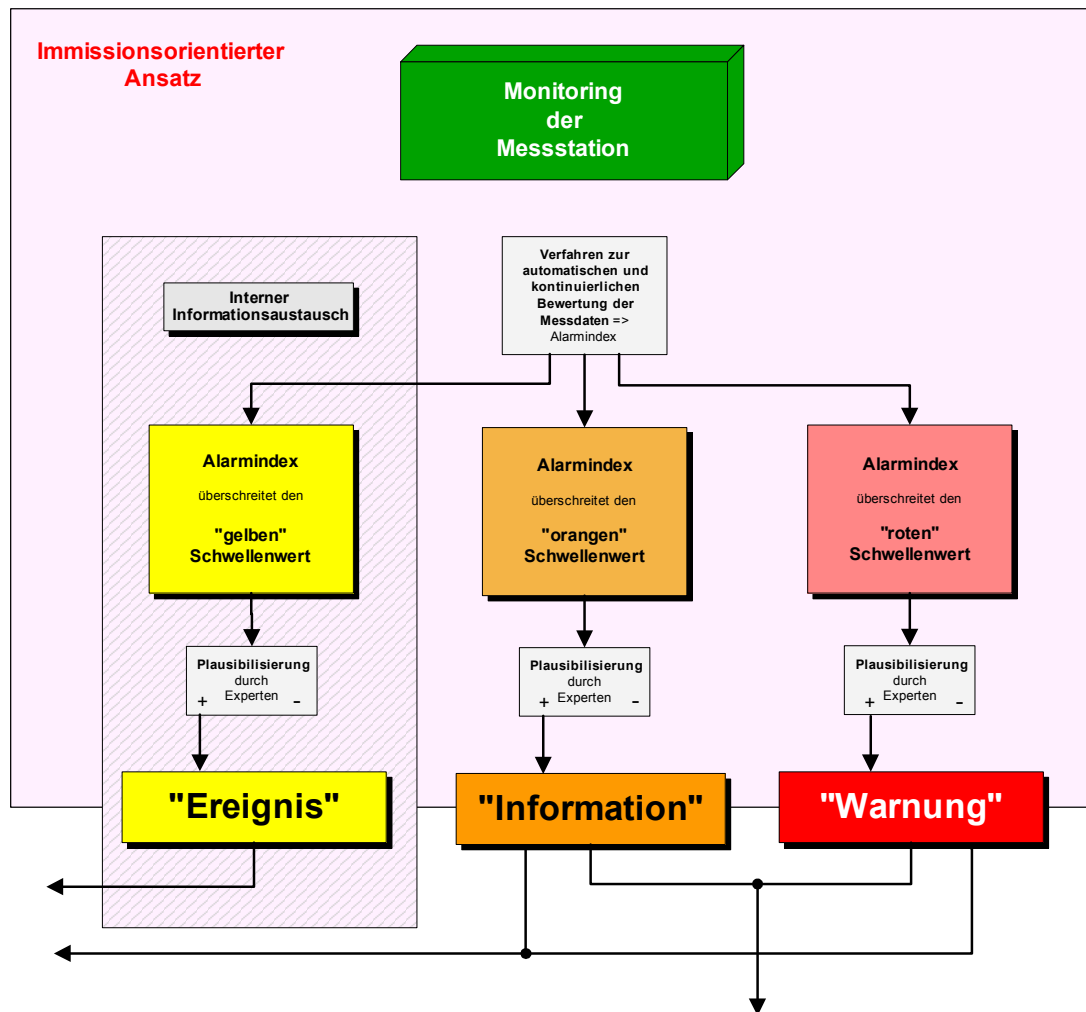 Immissionsorientierter
Ansatz
Monitoring
der
Messstation
Verfahren zur
automatischen und
kontinuierlichen
Bewertung der
Messdaten =>
Alarmindex
Interner
Informationsaustausch
Alarmindex
überschreitet den
"gelben"
Schwellenwert
Alarmindex
überschreitet den
"orangen"
Schwellenwert
Alarmindex
überschreitet den
"roten"
Schwellenwert
Plausibilisierung
durch
+ Experten -
Plausibilisierung
durch
+ Experten -
Plausibilisierung
durch
+ Experten -
"Ereignis"
"Information"
"Warnung"